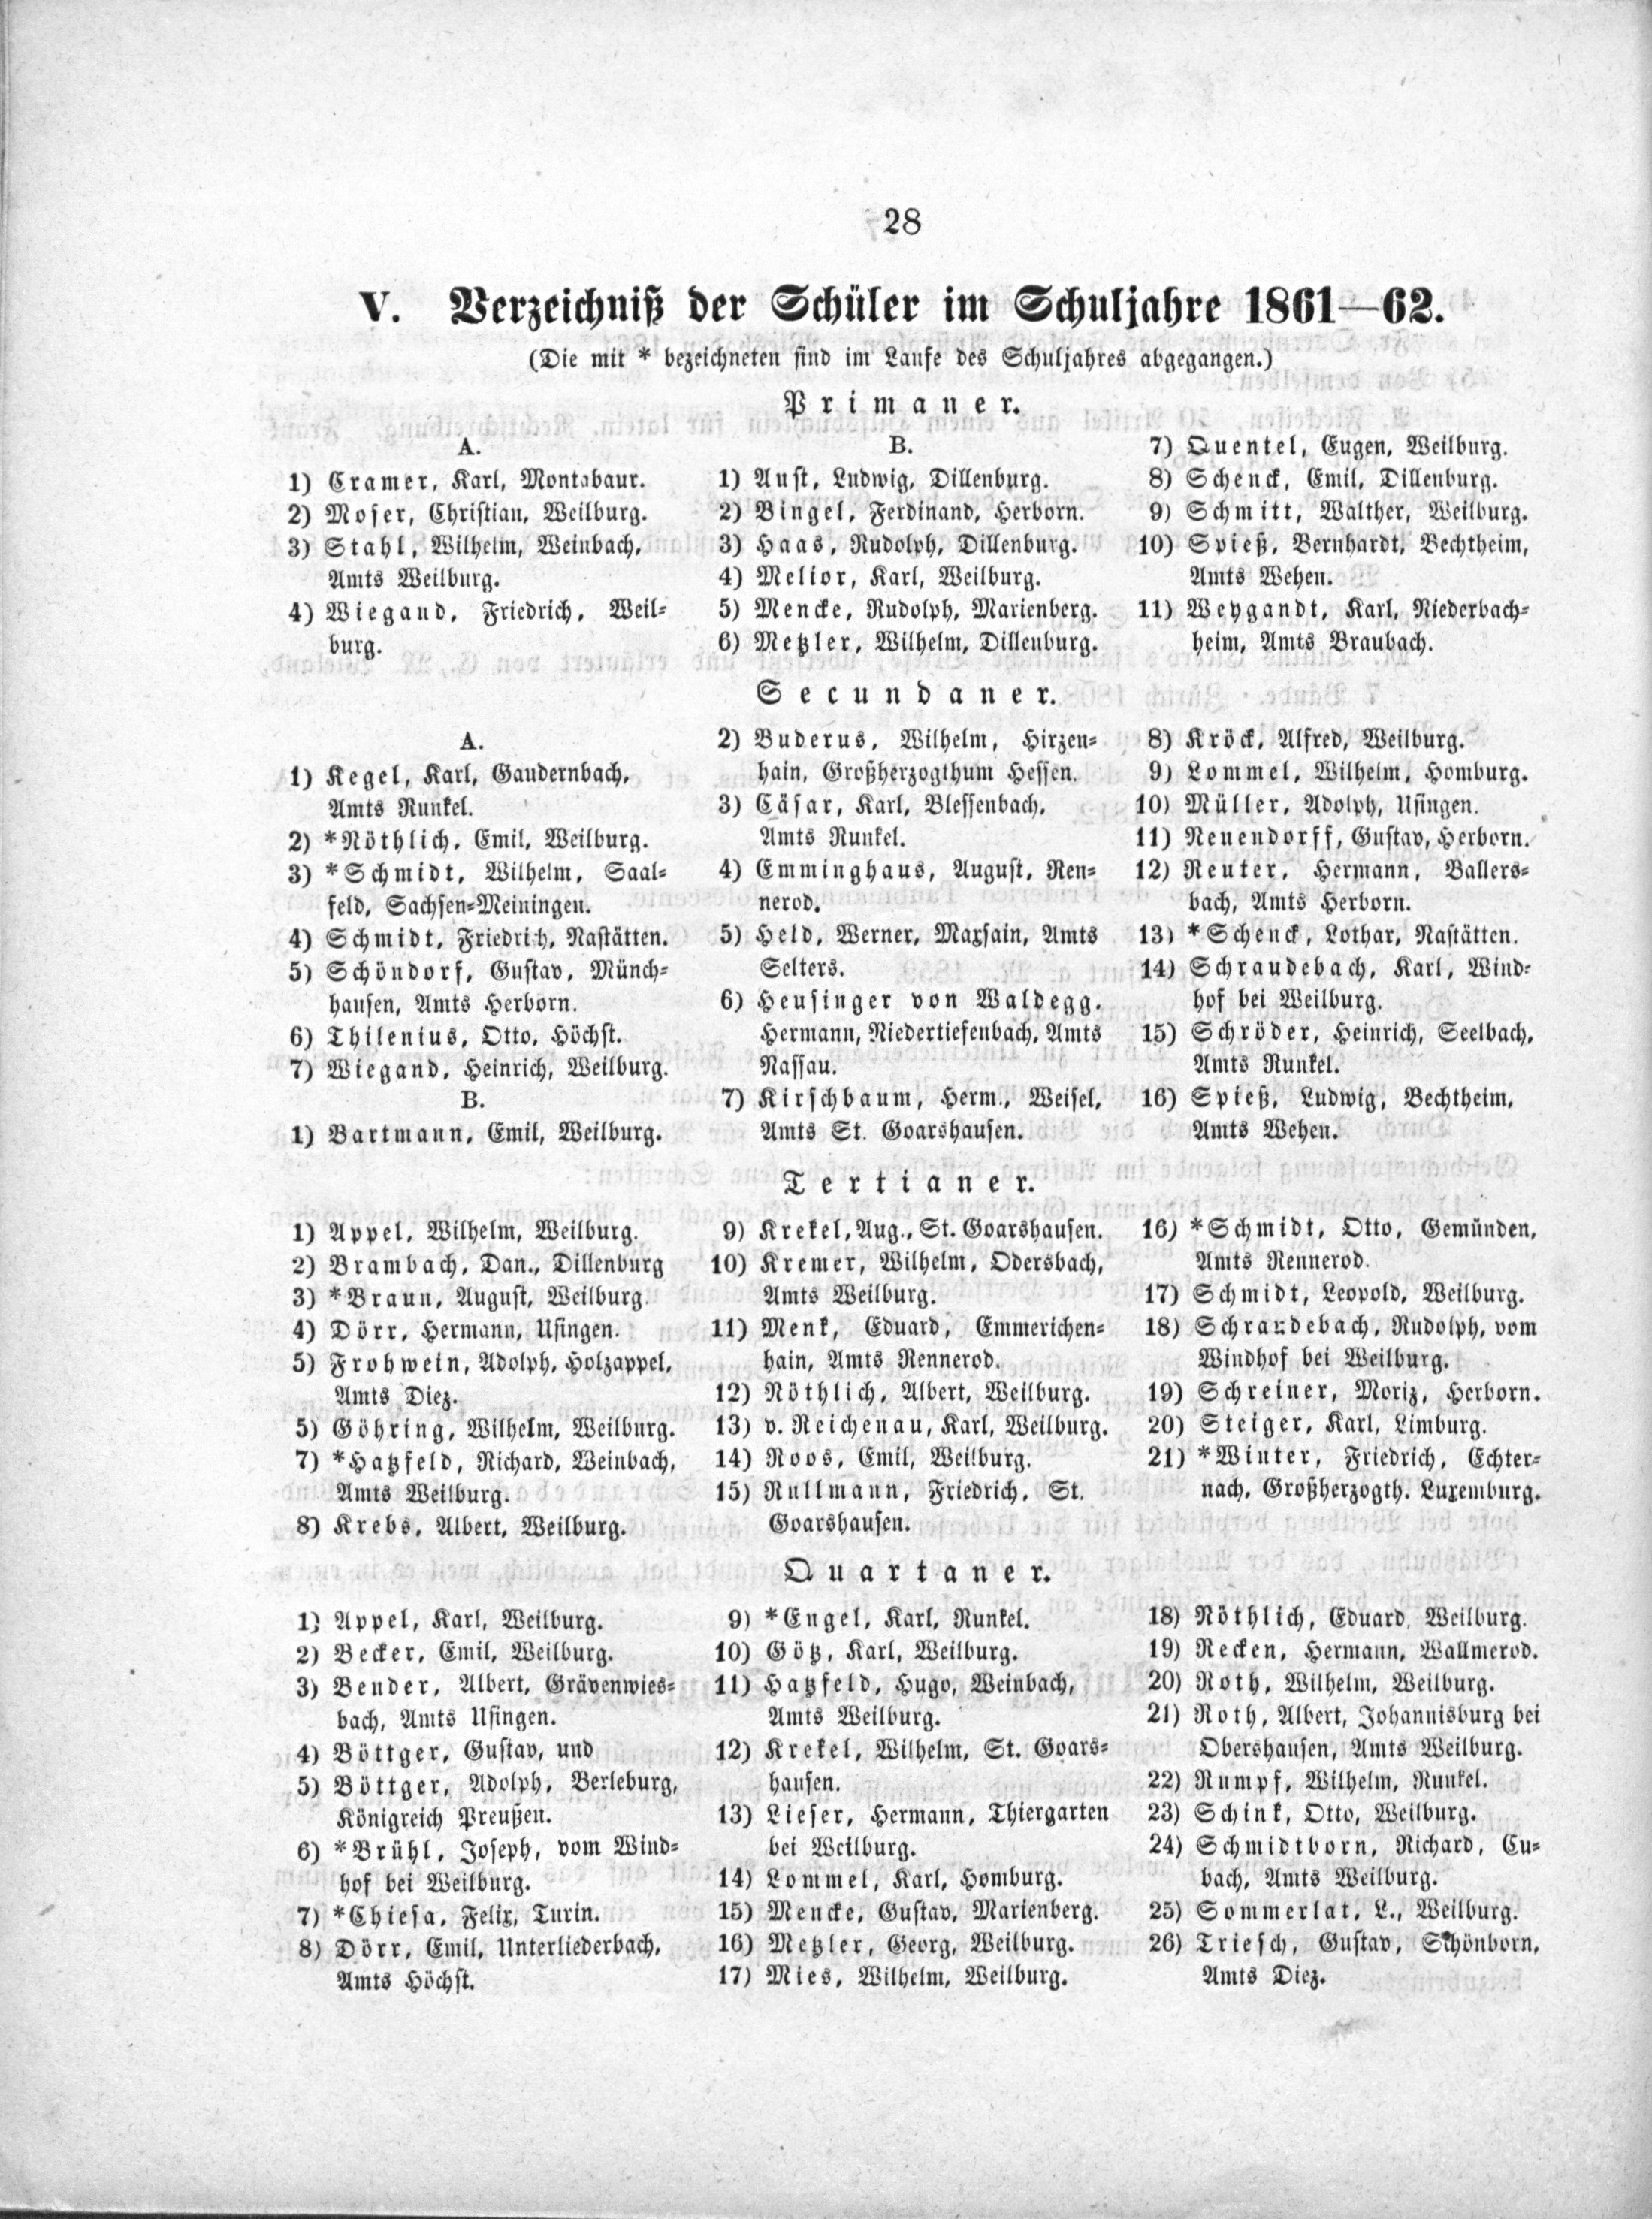 28
V. Verzeichniß der Schüler im Schuljahre 1861—62.
(Die mit * bezeichneten sind im Laufe des Schuljahres abgegangen.)
Primaner.
A.
1) Cramer, Karl, Montabaur.
2) Moser, Christian, Weilburg.
3) Stahl, Wilhelm, Weinbach,
Amts Weilburg.
4) Wiegand, Friedrich, Weil-
burg.
B.
1) Aust, Ludwig, Dillenburg.
2) Bingel, Ferdinand, Herborn.
3) Haas, Rudolph, Dillenburg.
4) Melior, Karl, Weilburg.
5) Mencke, Rudolph, Marienberg.
6) Metzler, Wilhelm, Dillenburg.
7) Quentel, Eugen, Weilburg.
8) Schenck, Emil, Dillenburg.
9) Schmitt, Walther, Weilburg.
10) Spieß, Bernhardt, Bechtheim,
Amts Wehen.
11) Weygandt, Karl, Niederbach-
heim, Amts Braubach.
Secundaner.
A.
1) Kegel, Karl, Gaudernbach,
Amts Runkel.
2) *Nöthlich, Emil, Weilburg.
3) *Schmidt, Wilhelm, Saal-
feld, Sachsen-Meiningen.
4) Schmidt, Friedrich, Nastätten.
5) Schöndorf, Gustav, Münch-
hausen, Amts Herborn.
6) Thilenius, Otto, Höchst.
7) Wiegand, Heinrich, Weilburg.
B.
1) Bartmann, Emil, Weilburg.
2) Buderus, Wilhelm, Hirzen-
hain, Großherzogthum Hessen.
3) Cäsar, Karl, Blessenbach,
Amts Runkel.
4) Emminghaus, August, Ren-
nerod.
5) Held, Werner, Maxsain, Amts
Selters.
6) Heusinger von Waldegg,
Hermann, Niedertiefenbach, Amts
Nassau.
7) Kirschbaum, Herm., Weisel,
Amts St. Goarshausen.
8) Kröck, Alfred, Weilburg.
9) Lommel, Wilhelm, Homburg.
10) Müller, Adolph, Usingen.
11) Neuendorff, Gustav, Herborn.
12) Reuter, Hermann, Ballers-
bach, Amts Herborn.
13) *Schenck, Lothar, Nastätten.
14) Schraudebach, Karl, Wind-
hof bei Weilburg.
15) Schröder, Heinrich, Seelbach,
Amts Runkel.
16) Spieß, Ludwig, Bechtheim,
Amts Wehen.
Tertianer.
1) Appel, Wilhelm, Weilburg.
2) Brambach, Dan., Dillenburg
3) *Braun, August, Weilburg.
4) Dörr, Hermann, Usingen.
5) Frohwein, Adolph, Holzappel,
Amts Diez.
5) Göhring, Wilhelm, Weilburg.
7) *Hatzfeld, Richard, Weinbach,
Amts Weilburg.
8) Krebs, Albert, Weilburg.
9) Krekel, Aug., St. Goarshausen.
10) Kremer, Wilhelm, Odersbach,
Amts Weilburg.
11) Menk, Eduard, Emmerichen-
hain, Amts Rennerod.
12) Nöthlich, Albert, Weilburg.
13) v. Reichenau, Karl, Weilburg.
14) Roos, Emil, Weilburg.
15) Rullmann, Friedrich, St.
Goarshausen.
16) *Schmidt, Otto, Gemünden,
Amts Rennerod.
17) Schmidt, Leopold, Weilburg.
18) Schraudebach, Rudolph, vom
Windhof bei Weilburg.
19) Schreiner, Moriz, Herborn.
20) Steiger, Karl, Limburg.
21) *Winter, Friedrich, Echter-
nach, Großherzogth. Luxemburg.
Quartaner.
1) Appel, Karl, Weilburg.
2) Becker, Emil, Weilburg.
3) Bender, Albert, Grävenwies-
bach, Amts Usingen.
4) Böttger, Gustav, und
5) Böttger, Adolph, Berleburg,
Königreich Preußen.
6) *Brühl, Joseph, vom Wind-
hof bei Weilburg.
7) *Chiesa, Felix, Turin.
8) Dörr, Emil, Unterliederbach,
Amts Höchst.
9) *Engel, Karl, Runkel.
10) Götz, Karl, Weilburg.
11) Hatzfeld, Hugo, Weinbach,
Amts Weilburg.
12) Krekel, Wilhelm, St. Goars-
hausen.
13) Lieser, Hermann, Thiergarten
bei Weilburg.
14) Lommel, Karl, Homburg.
15) Mencke, Gustav, Marienberg.
16) Metzler, Georg, Weilburg.
17) Mies, Wilhelm, Weilburg.
18) Nöthlich, Eduard, Weilburg.
19) Recken, Hermann, Wallmerod.
20) Roth, Wilhelm, Weilburg.
21) Roth, Albert, Johannisburg bei
Obershausen, Amts Weilburg.
22) Rumpf, Wilhelm, Runkel.
23) Schink, Otto, Weilburg.
24) Schmidtborn, Richard, Cu-
bach, Amts Weilburg.
25) Sommerlat, L., Weilburg.
26) Triesch, Gustav, Schönborn,
Amts Diez.